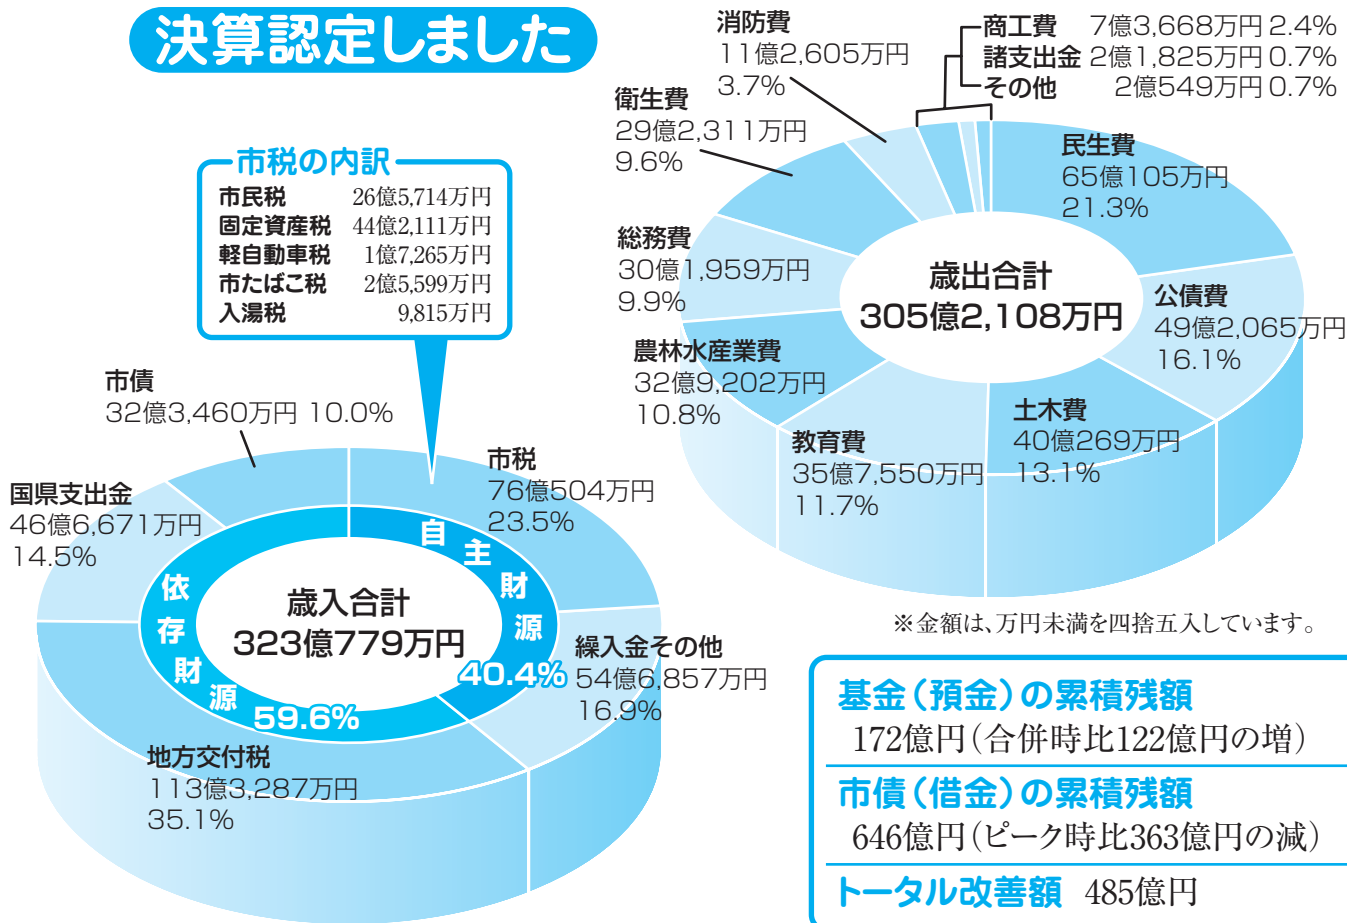 決算認定しました
市税の内訳
市民税 26億5,714万円
固定資産税 44億2,111万円
軽自動車税 1億7,265万円
市たばこ税 2億5,599万円
入湯税 9,815万円
市債
32億3,460万円 10.0%
国県支出金
46億6,671万円
14.5%
市税
76億504万円
23.5%
自主財源
40.4%
依存財源
59.6%
歳入合計
323億779万円
繰入金その他
54億6,857万円
16.9%
地方交付税
113億3,287万円
35.1%
消防費
11億2,605万円
3.7%
商工費 7億3,668万円 2.4%
諸支出金 2億1,825万円 0.7%
その他 2億549万円 0.7%
衛生費
29億2,311万円
9.6%
民生費
65億105万円
21.3%
総務費
30億1,959万円
9.9%
歳出合計
305億2,108万円
公債費
49億2,065万円
16.1%
農林水産業費
32億9,202万円
10.8%
土木費
40億269万円
13.1%
教育費
35億7,550万円
11.7%
※金額は、万円未満を四捨五入しています。
基金（預金）の累積残額
172億円（合併時比122億円の増）
市債（借金）の累積残額
646億円（ピーク時比363億円の減）
トータル改善額 485億円